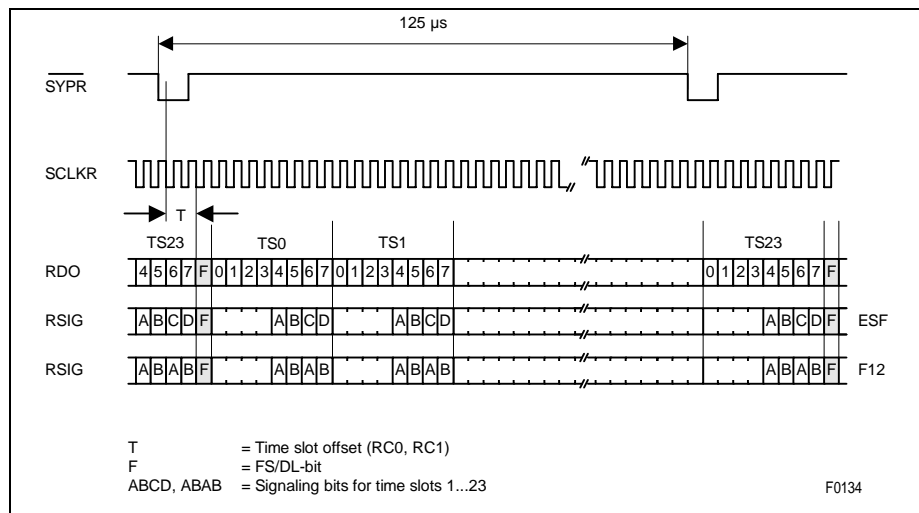 125 µs
SYPR
SCLKR
T
TS23 TS0 TS1 TS23
RDO 4 5 6 7 F 0 1 2 3 4 5 6 7 0 1 2 3 4 5 6 7 0 1 2 3 4 5 6 7 F
RSIG A B C D F A B C D A B C D A B C D F ESF
RSIG A B A B F A B A B A B A B A B A B F F12
T = Time slot offset (RC0, RC1)
F = FS/DL-bit
ABCD, ABAB = Signaling bits for time slots 1...23
F0134